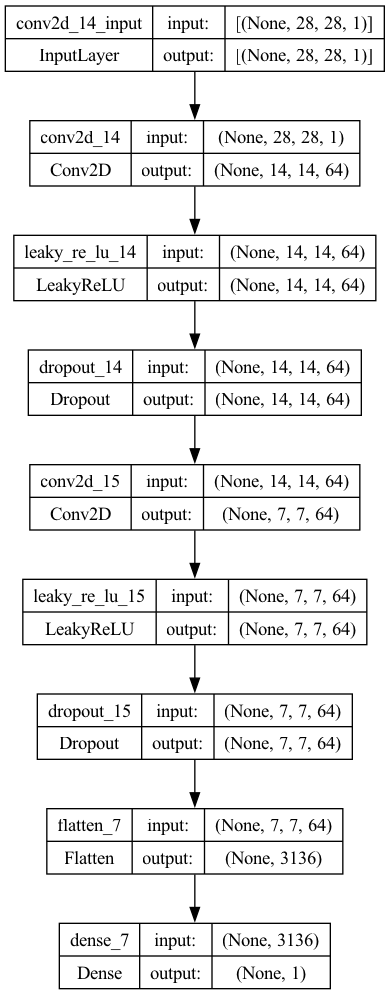 conv2d_14_input input: [(None, 28, 28, 1)]
InputLayer output: [(None, 28, 28, 1)]
conv2d_14 input: (None, 28, 28, 1)
Conv2D output: (None, 14, 14, 64)
leaky_re_lu_14 input: (None, 14, 14, 64)
LeakyReLU output: (None, 14, 14, 64)
dropout_14 input: (None, 14, 14, 64)
Dropout output: (None, 14, 14, 64)
conv2d_15 input: (None, 14, 14, 64)
Conv2D output: (None, 7, 7, 64)
leaky_re_lu_15 input: (None, 7, 7, 64)
LeakyReLU output: (None, 7, 7, 64)
dropout_15 input: (None, 7, 7, 64)
Dropout output: (None, 7, 7, 64)
flatten_7 input: (None, 7, 7, 64)
Flatten output: (None, 3136)
dense_7 input: (None, 3136)
Dense output: (None, 1)